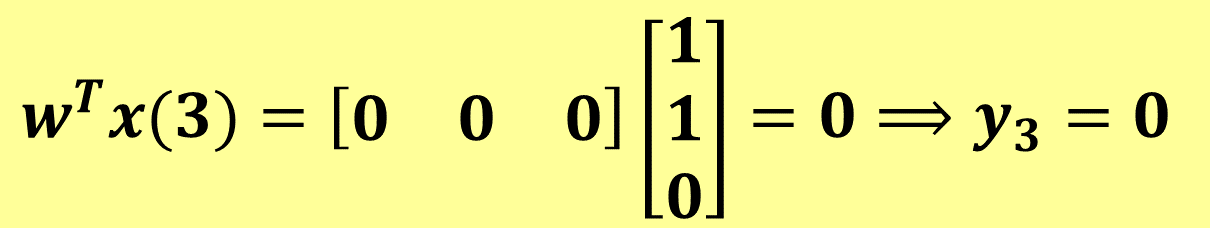 𝒘ᵀ𝒙(3) = [0 0 0] [1 1 0] = 0 ⟹ 𝒚₃ = 0